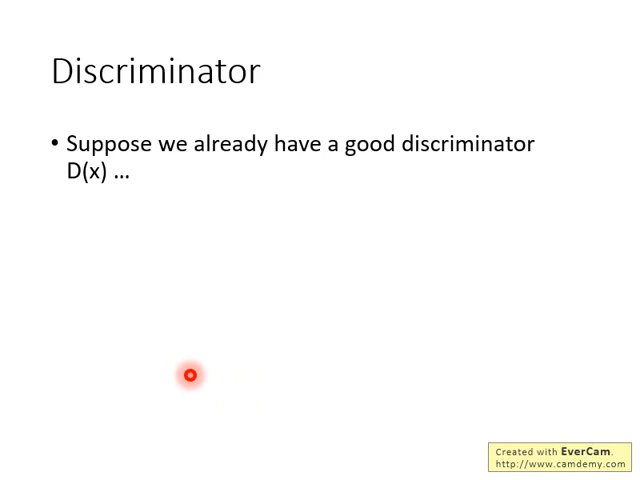 Discriminator
• Suppose we already have a good discriminator
D(x) …
Created with EverCam.
http://www.camdemy.com